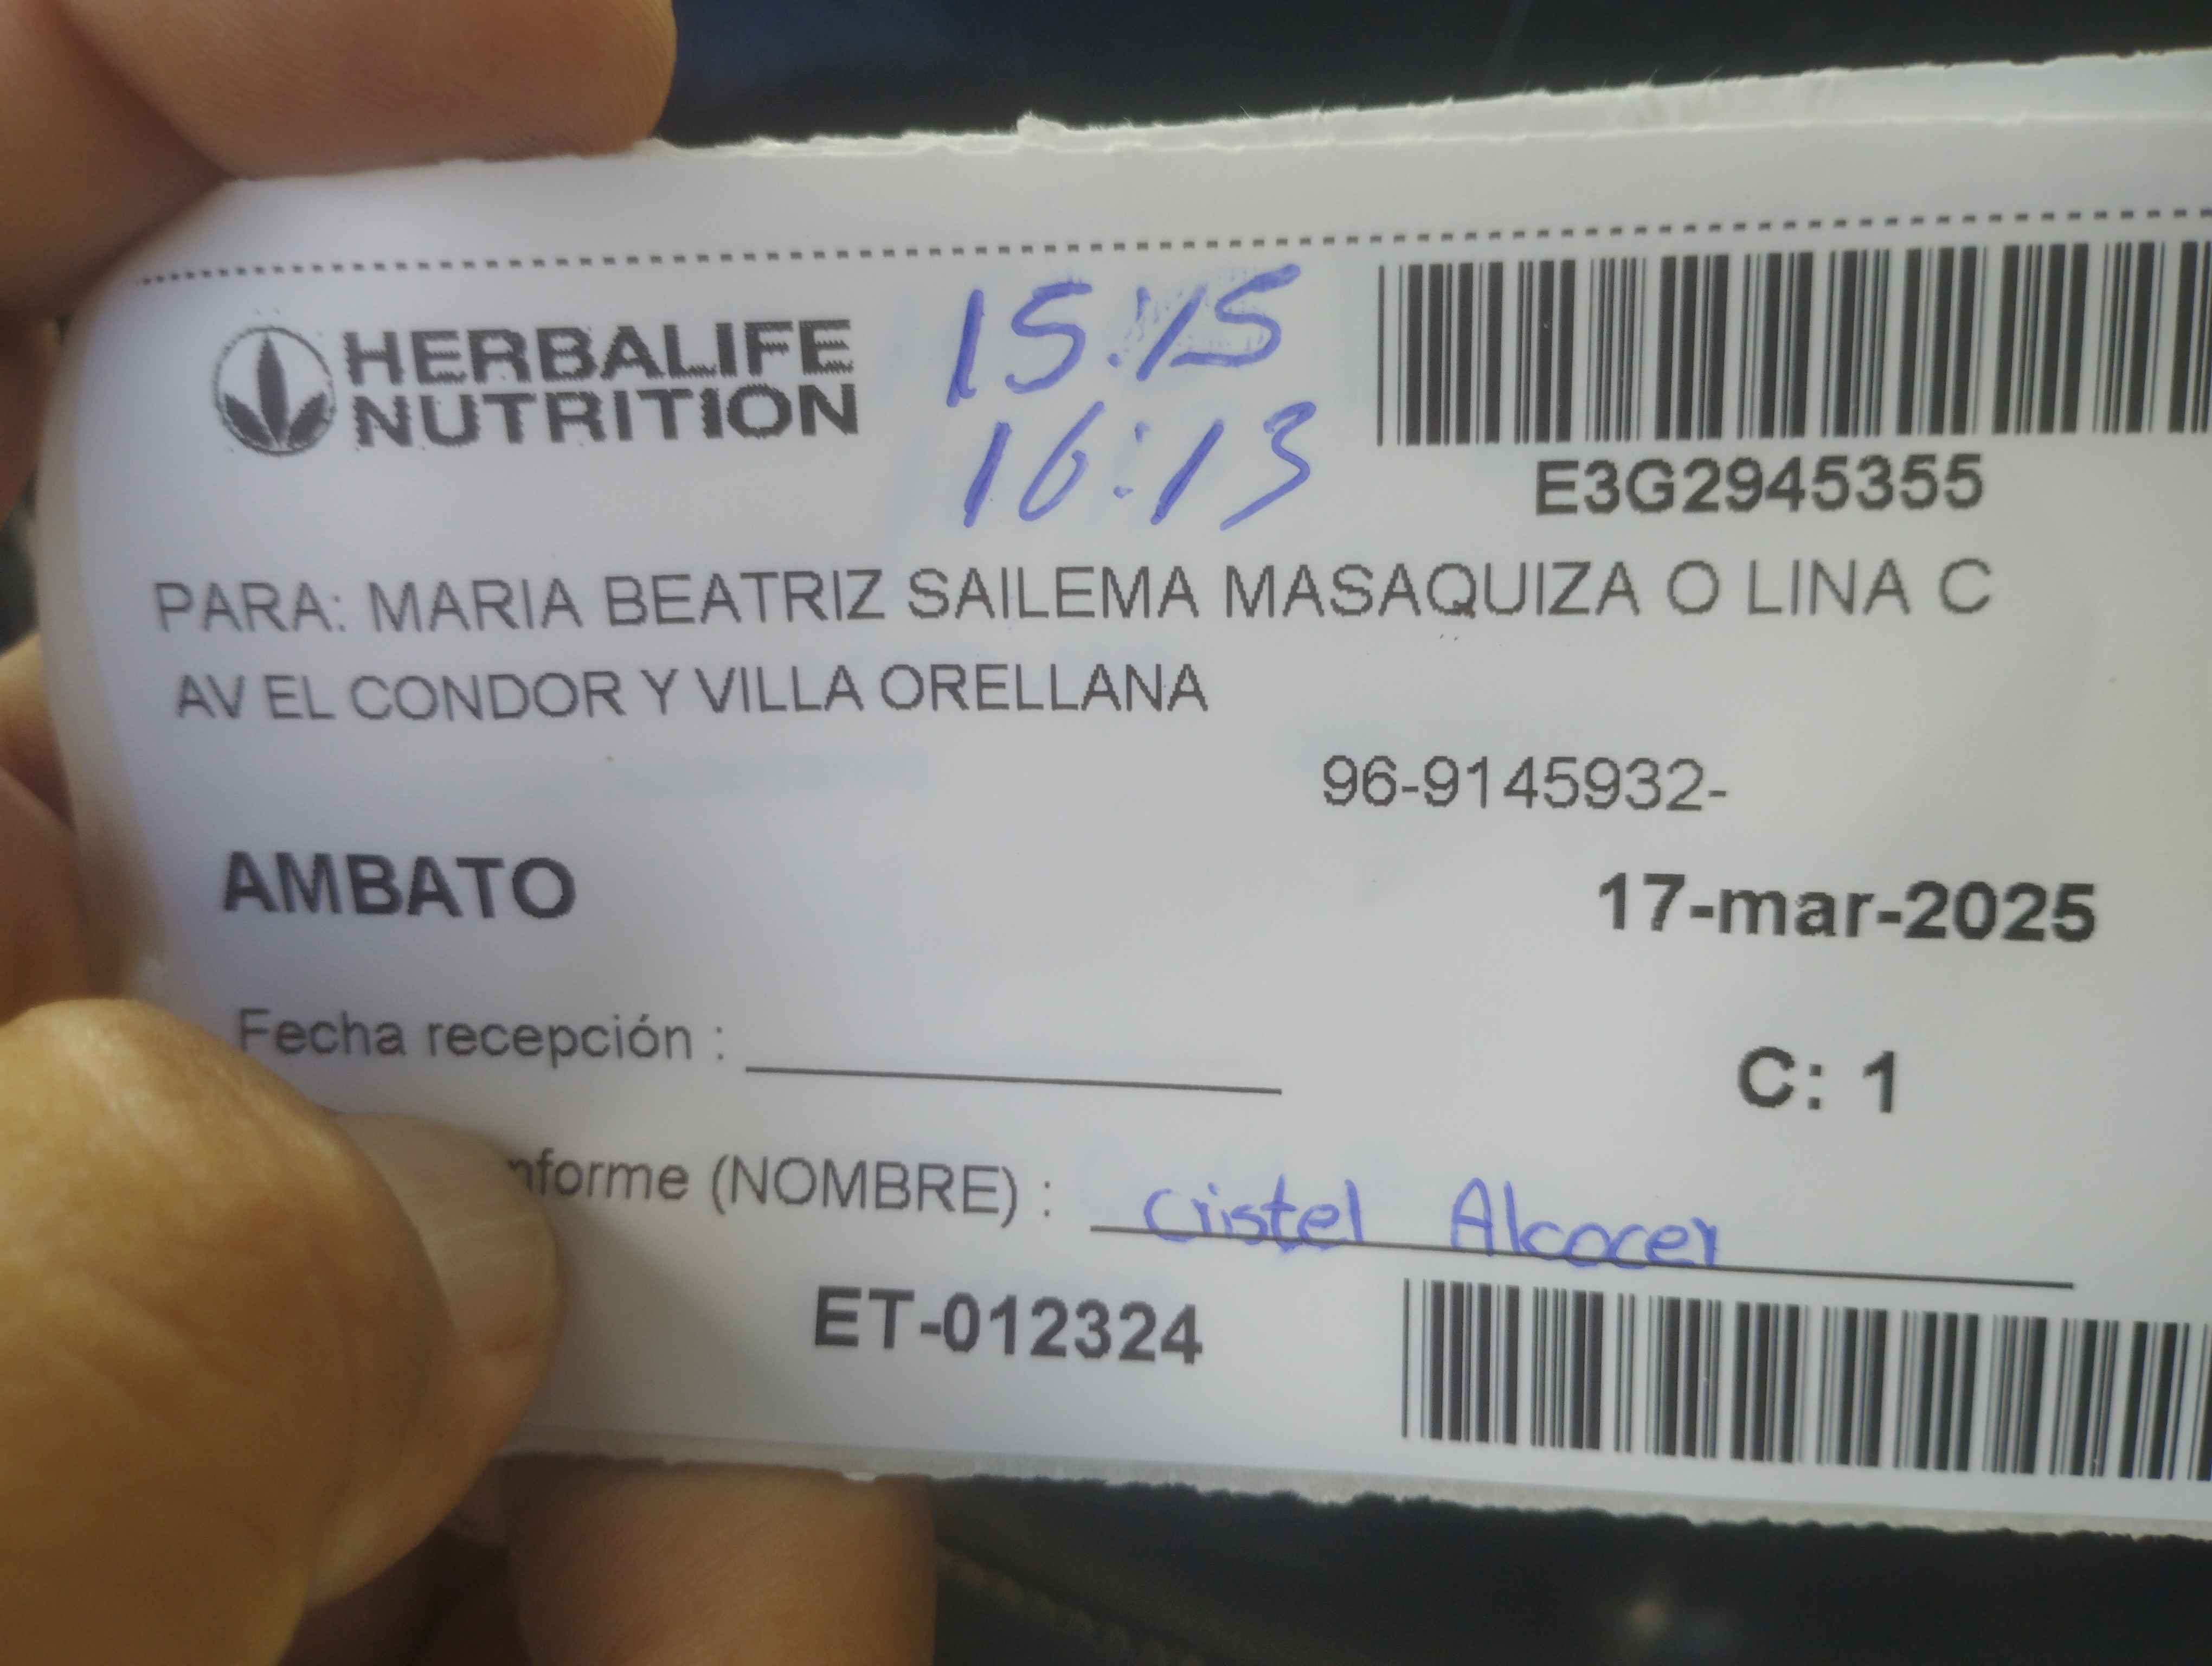 HERBALIFE
NUTRITION
15:15
16:13
E3G2945355
PARA: MARIA BEATRIZ SAILEMA MASAQUIZA O LINA C
AV EL CONDOR Y VILLA ORELLANA
96-9145932-
AMBATO
17-mar-2025
Fecha recepción :
C: 1
nforme (NOMBRE) : Cristel Alcocer
ET-012324